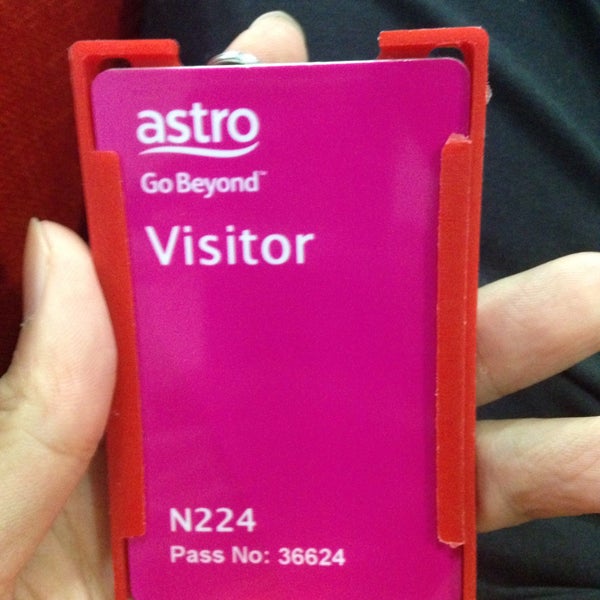 astro
Go Beyond™
Visitor
N224
Pass No: 36624